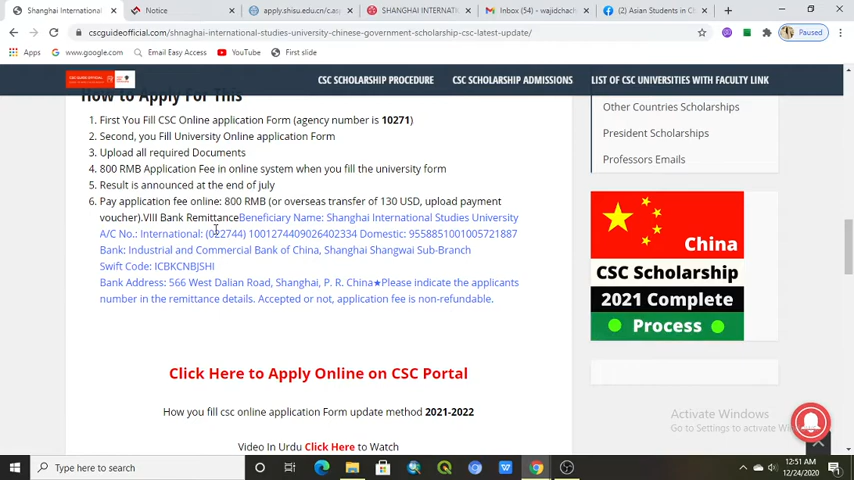 Shanghai International
Notice
apply.shisu.edu.cn/c.asp
SHANGHAI INTERNAT
Inbox (54) - wajidchach
(2) Asian Students in C
cscguideofficial.com/shnaghai-international-studies-university-chinese-government-scholarship-csc-latest-update/
Paused
Apps
www.google.com
Email Easy Access
YouTube
First slide
CSC SCHOLARSHIP PROCEDURE
CSC SCHOLARSHIP ADMISSIONS
LIST OF CSC UNIVERSITIES WITH FACULTY LINK
How to Apply For This
1. First You Fill CSC Online application Form (agency number is 10271)
2. Second, you Fill University Online application Form
3. Upload all required Documents
4. 800 RMB Application Fee in online system when you fill the university form
5. Result is announced at the end of july
6. Pay application fee online: 800 RMB (or overseas transfer of 130 USD, upload payment
voucher).VIII Bank RemittanceBeneficiary Name: Shanghai International Studies University
A/C No.: International: (022744) 1001274409026402334 Domestic: 9558851001005721887
Bank: Industrial and Commercial Bank of China, Shanghai Shangwai Sub-Branch
Swift Code: ICBKCNBJSHI
Bank Address: 566 West Dalian Road, Shanghai, P. R. China★Please indicate the applicants
number in the remittance details. Accepted or not, application fee is non-refundable.
Click Here to Apply Online on CSC Portal
How you fill csc online application Form update method 2021-2022
Video In Urdu Click Here to Watch
Other Countries Scholarships
President Scholarships
Professors Emails
China
CSC Scholarship
2021 Complete
Process
Activate Windows
Go to Settings to activate Wi
Type here to search
12:51 AM
12/24/2020